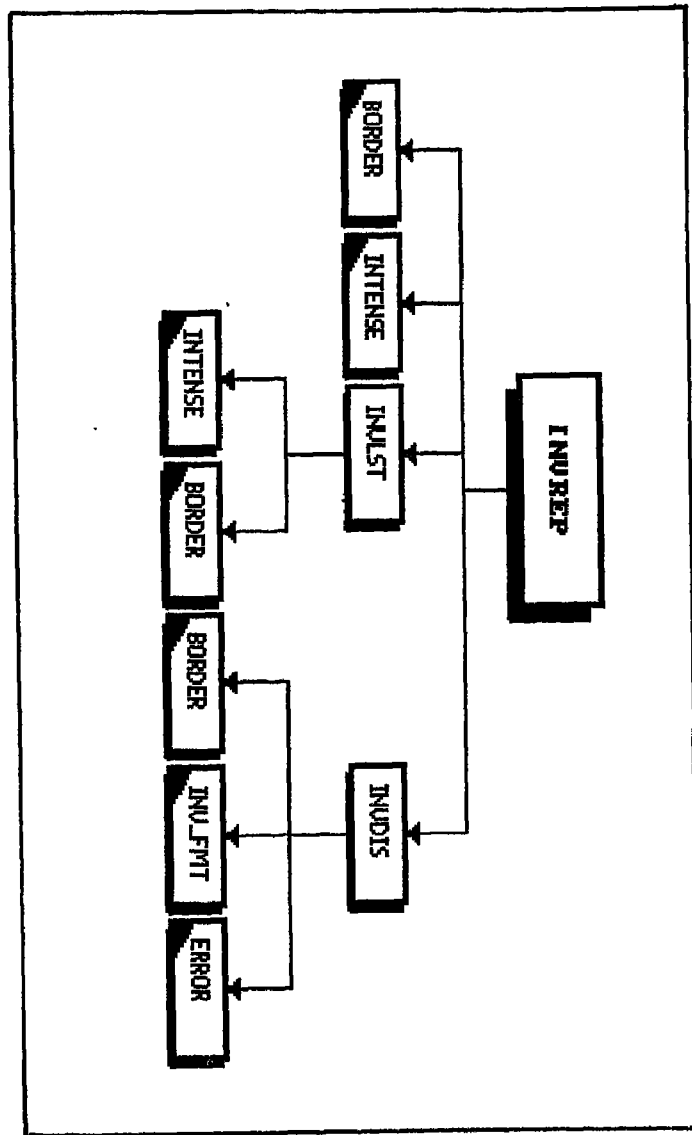 INVREP
BORDER
INTENSE
INVLST
INVDIS
INTENSE
BORDER
BORDER
INV_FMT
ERROR